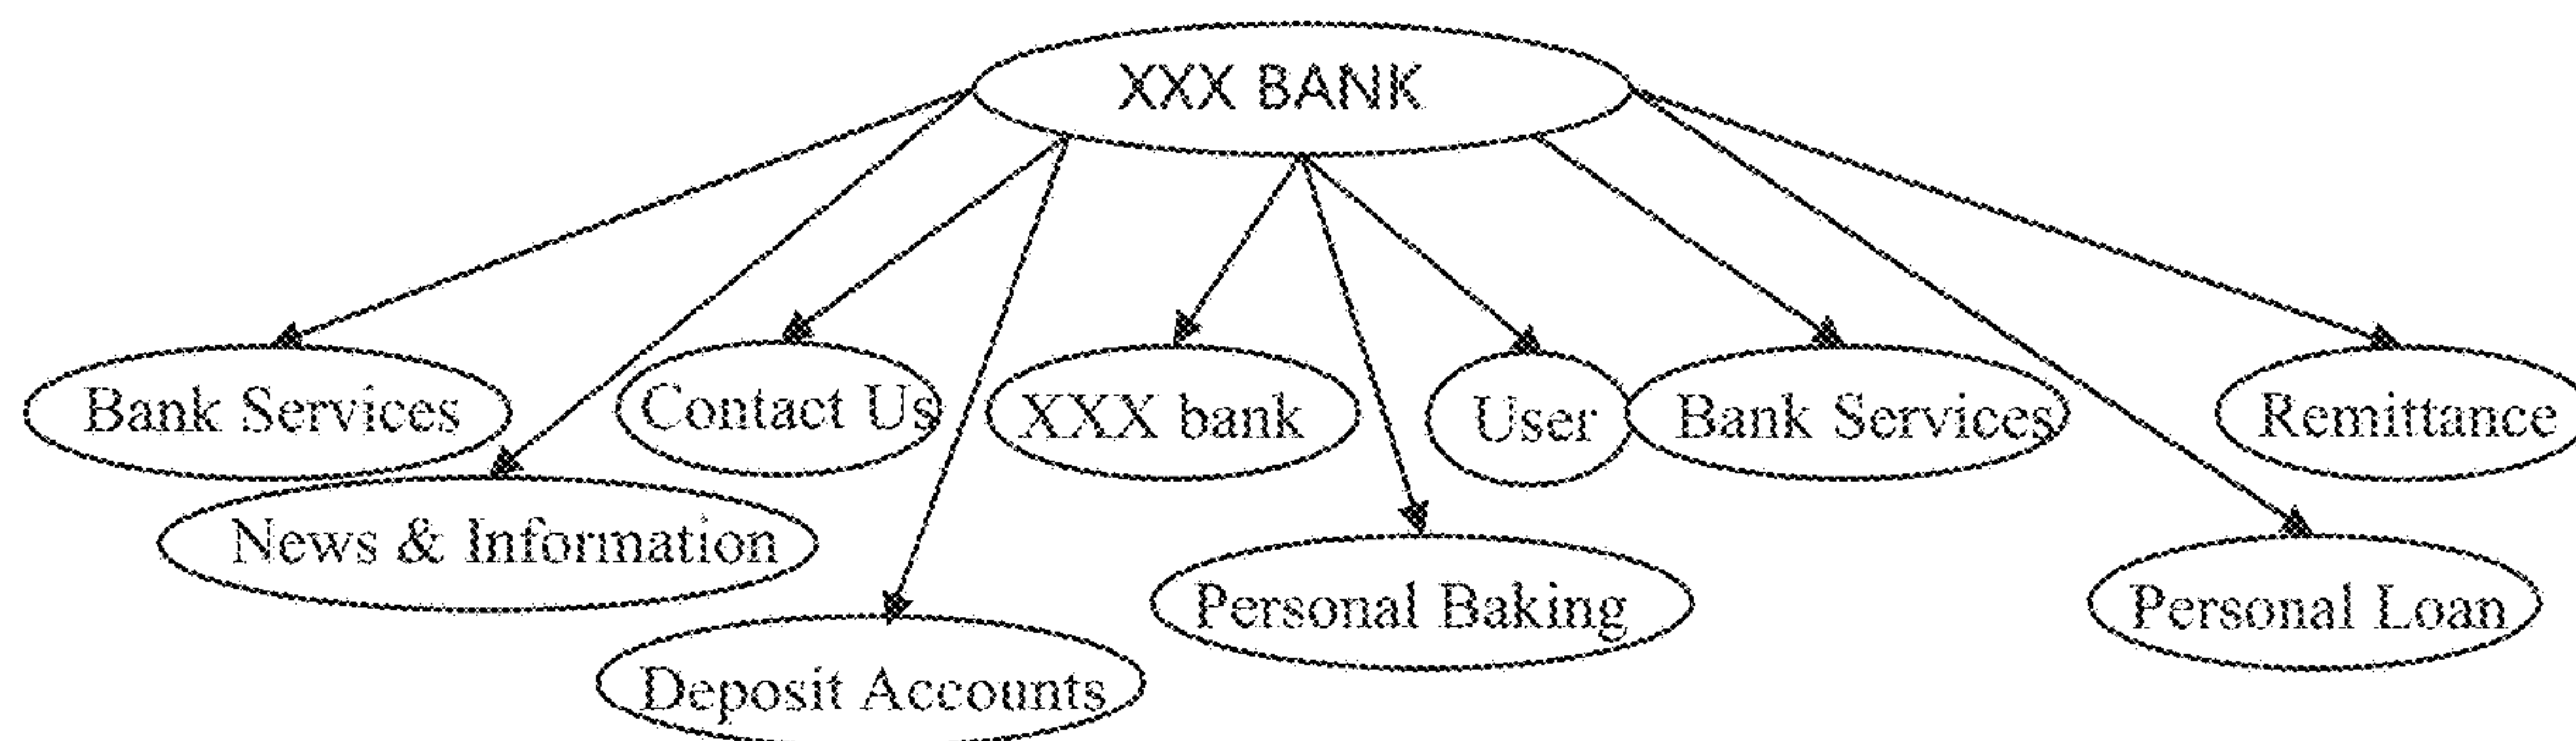 XXX BANK
Bank Services
Contact Us
XXX bank
User
Bank Services
Remittance
News & Information
Personal Baking
Personal Loan
Deposit Accounts